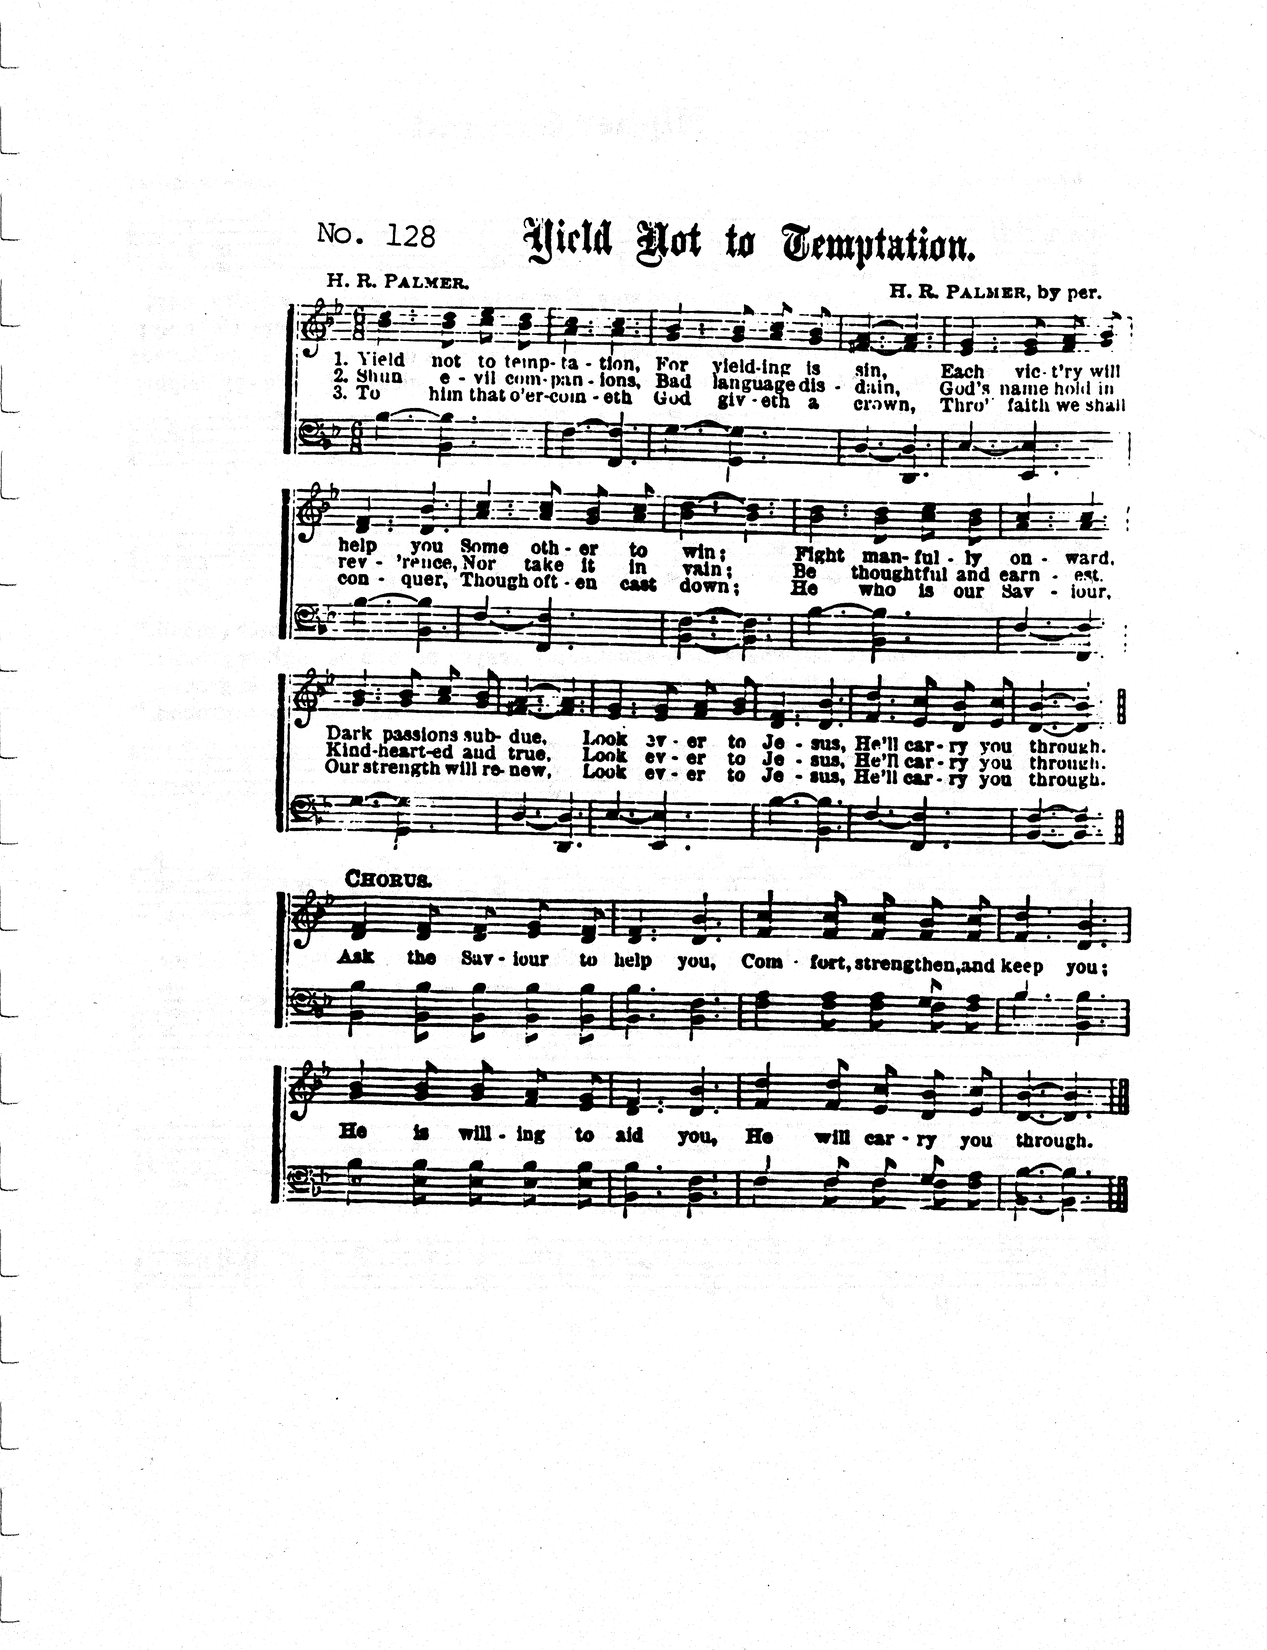 No. 128 Yield Not to Temptation.
H. R. PALMER. H. R. PALMER, by per.
1. Yield not to temp-ta-tion, For yield-ing is sin, Each vic-t'ry will
2. Shun e-vil com-pan-ions, Bad language dis-dain, God's name hold in
3. To him that o'er-com-eth God giv-eth a crown, Thro' faith we shall
help you Some oth-er to win; Fight man-ful-ly on-ward,
rev-'rence, Nor take it in vain; Be thoughtful and earn-est.
con-quer, Though oft-en cast down; He who is our Sav-iour,
Dark passions sub-due, Look ev-er to Je-sus, He'll car-ry you through.
Kind-heart-ed and true, Look ev-er to Je-sus, He'll car-ry you through.
Our strength will re-new, Look ev-er to Je-sus, He'll car-ry you through.
CHORUS.
Ask the Sav-iour to help you, Com-fort, strengthen, and keep you;
He is will-ing to aid you, He will car-ry you through.